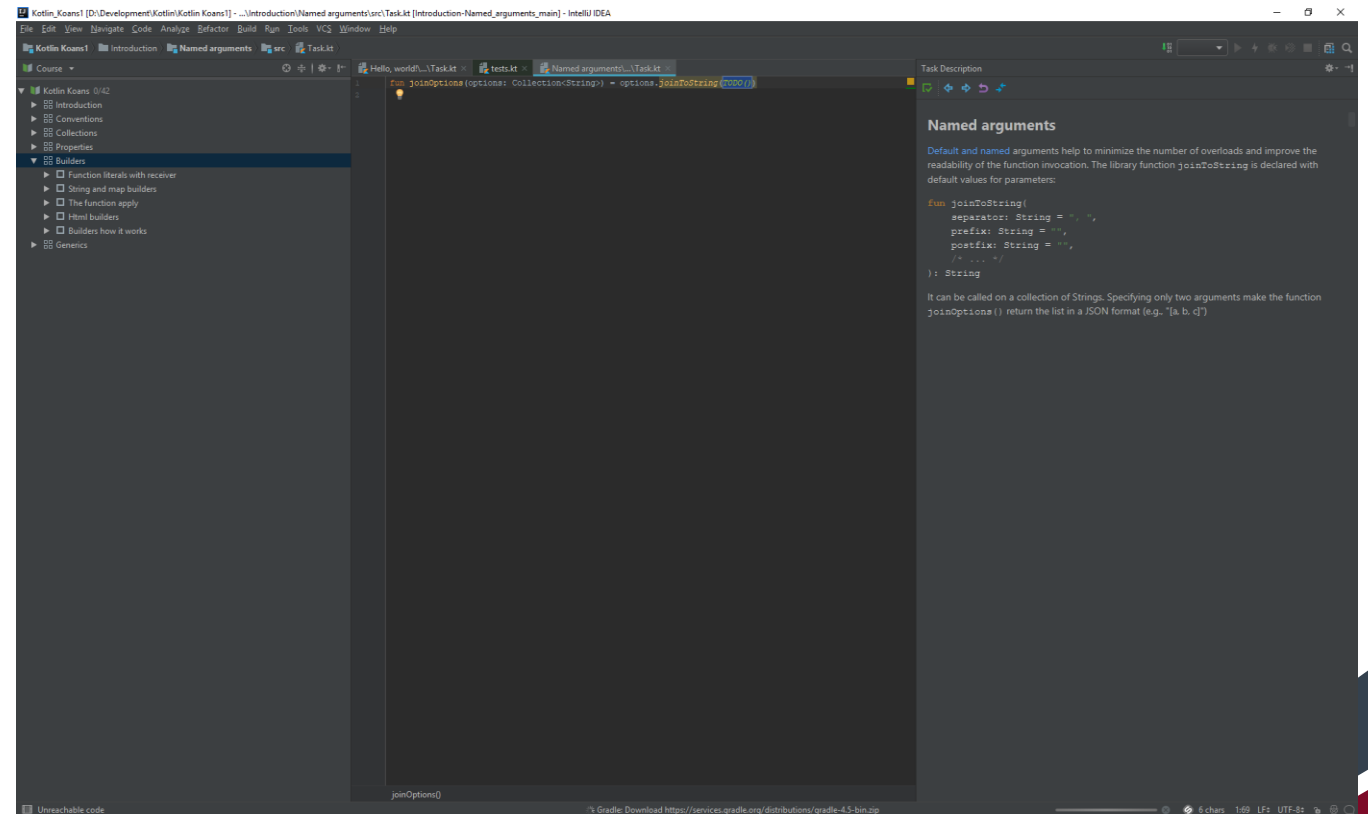 Kotlin_Koans1 [D:\Development\Kotlin\Kotlin Koans1] - ...\Introduction\Named arguments\src\Task.kt [Introduction-Named_arguments_main] - IntelliJ IDEA
File Edit View Navigate Code Analyze Refactor Build Run Tools VCS Window Help
Kotlin Koans1 Introduction Named arguments src Task.kt
Course
Hello, world!\...\Task.kt tests.kt Named arguments\...\Task.kt
Task Description
Kotlin Koans 0/42
Introduction
Conventions
Collections
Properties
Builders
Function literals with receiver
String and map builders
The function apply
Html builders
Builders how it works
Generics
1 fun joinOptions(options: Collection<String>) = options.joinToString(TODO())
2
Named arguments
Default and named arguments help to minimize the number of overloads and improve the
readability of the function invocation. The library function joinToString is declared with
default values for parameters:
fun joinToString(
separator: String = ", ",
prefix: String = "",
postfix: String = "",
/* ... */
): String
It can be called on a collection of Strings. Specifying only two arguments make the function
joinOptions() return the list in a JSON format (e.g., "[a, b, c]")
joinOptions()
Unreachable code
Gradle: Download https://services.gradle.org/distributions/gradle-4.5-bin.zip
6 chars 1:69 LF÷ UTF-8÷